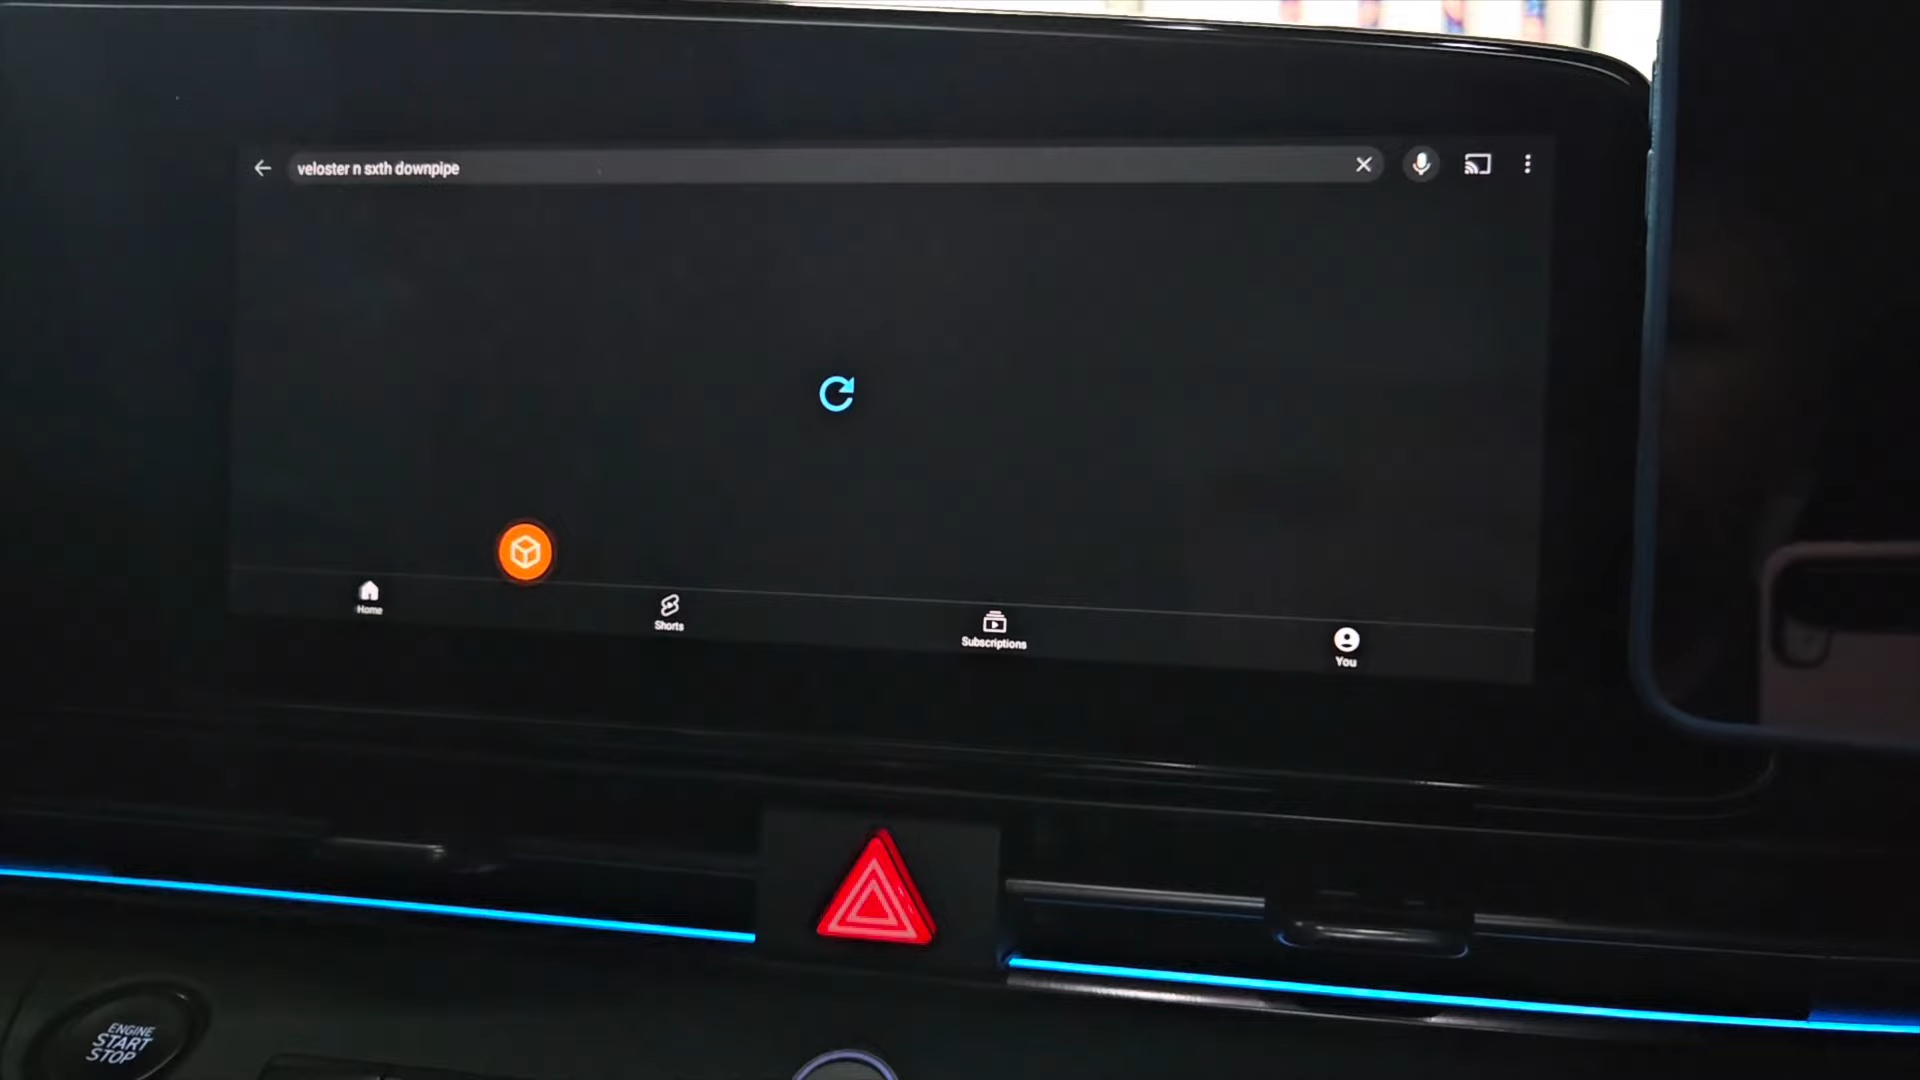 veloster n sxth downpipe
Home
Shorts
Subscriptions
You
ENGINE
START
STOP